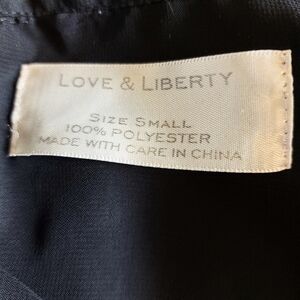 LOVE & LIBERTY
SIZE SMALL
100% POLYESTER
MADE WITH CARE IN CHINA